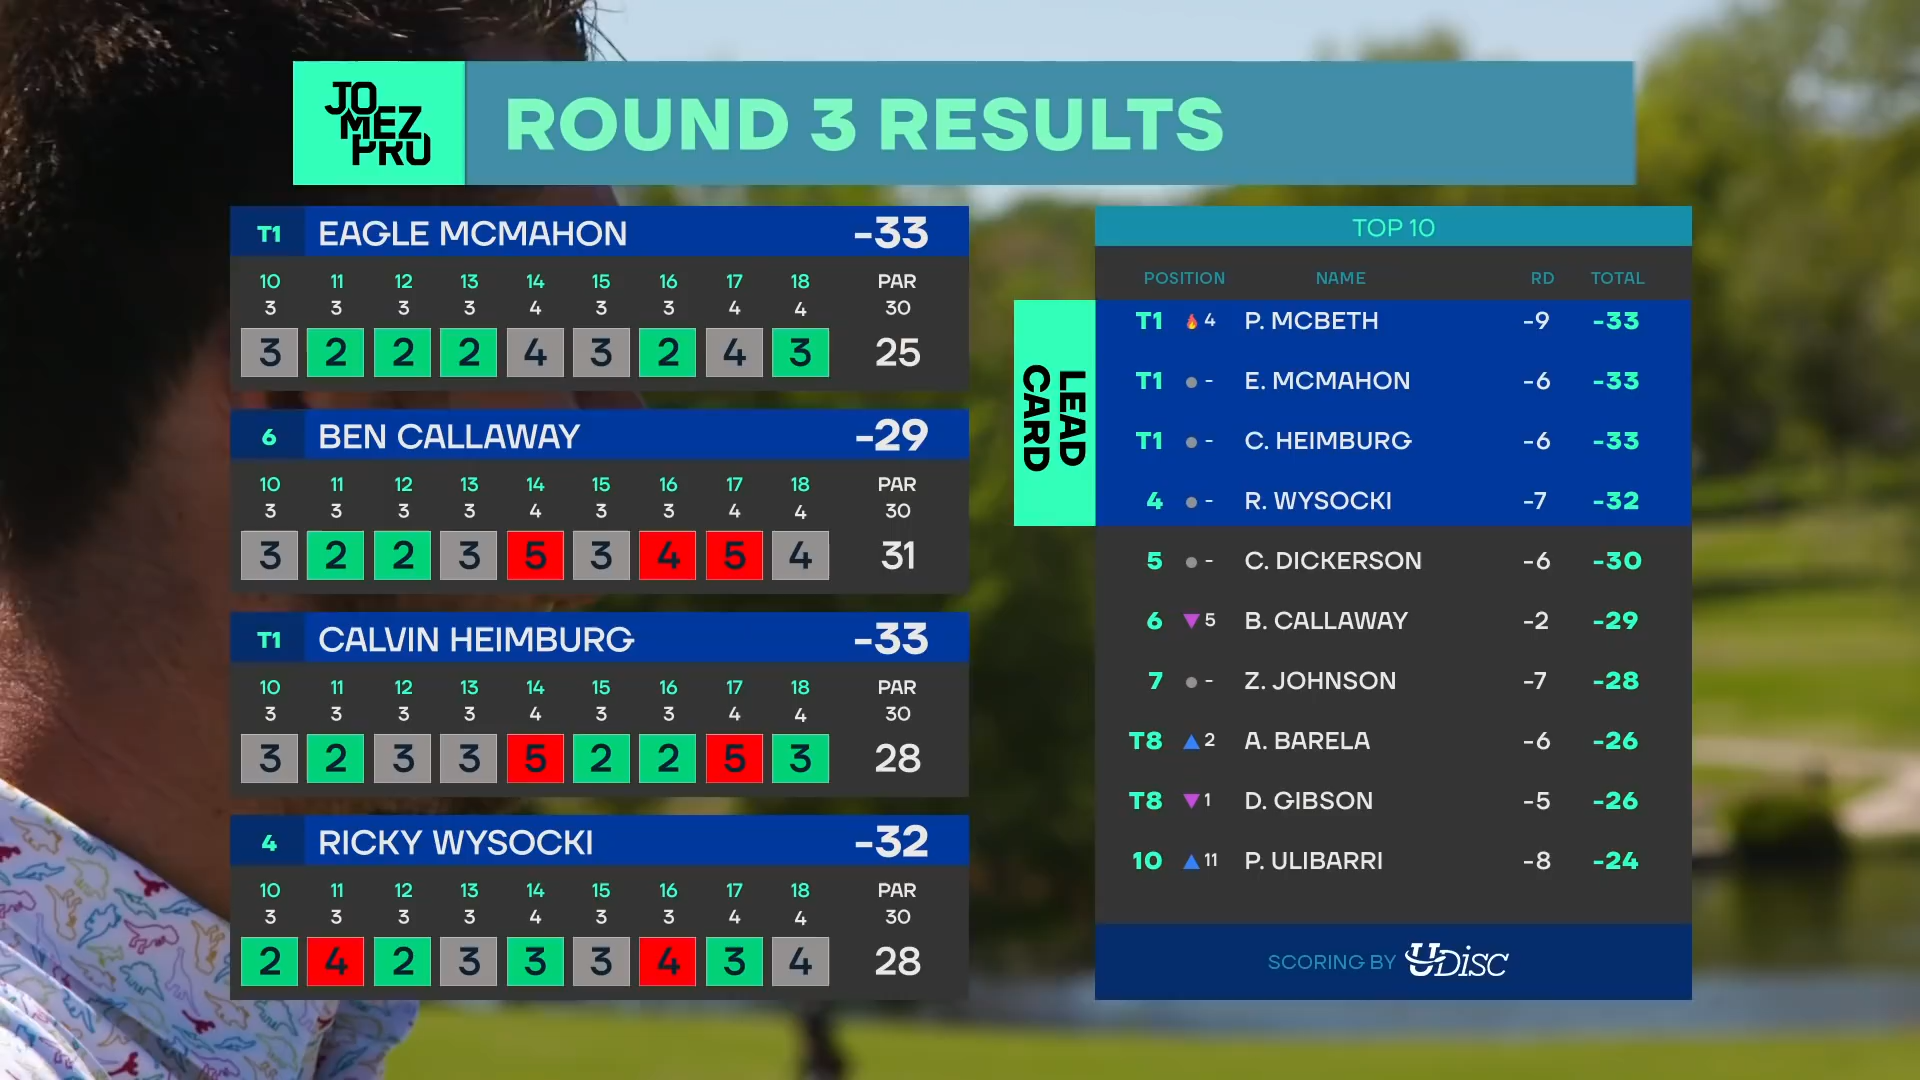 JO
MEZ
PRO
ROUND 3 RESULTS
T1 EAGLE MCMAHON -33
10 11 12 13 14 15 16 17 18 PAR
3 3 3 3 4 3 3 4 4 30
3 2 2 2 4 3 2 4 3 25
6 BEN CALLAWAY -29
10 11 12 13 14 15 16 17 18 PAR
3 3 3 3 4 3 3 4 4 30
3 2 2 3 5 3 4 5 4 31
T1 CALVIN HEIMBURG -33
10 11 12 13 14 15 16 17 18 PAR
3 3 3 3 4 3 3 4 4 30
3 2 3 3 5 2 2 5 3 28
4 RICKY WYSOCKI -32
10 11 12 13 14 15 16 17 18 PAR
3 3 3 3 4 3 3 4 4 30
2 4 2 3 3 3 4 3 4 28
TOP 10
POSITION NAME RD TOTAL
LEAD
CARD
T1 4 P. MCBETH -9 -33
T1 - E. MCMAHON -6 -33
T1 - C. HEIMBURG -6 -33
4 - R. WYSOCKI -7 -32
5 - C. DICKERSON -6 -30
6 5 B. CALLAWAY -2 -29
7 - Z. JOHNSON -7 -28
T8 2 A. BARELA -6 -26
T8 1 D. GIBSON -5 -26
10 11 P. ULIBARRI -8 -24
SCORING BY UDisc